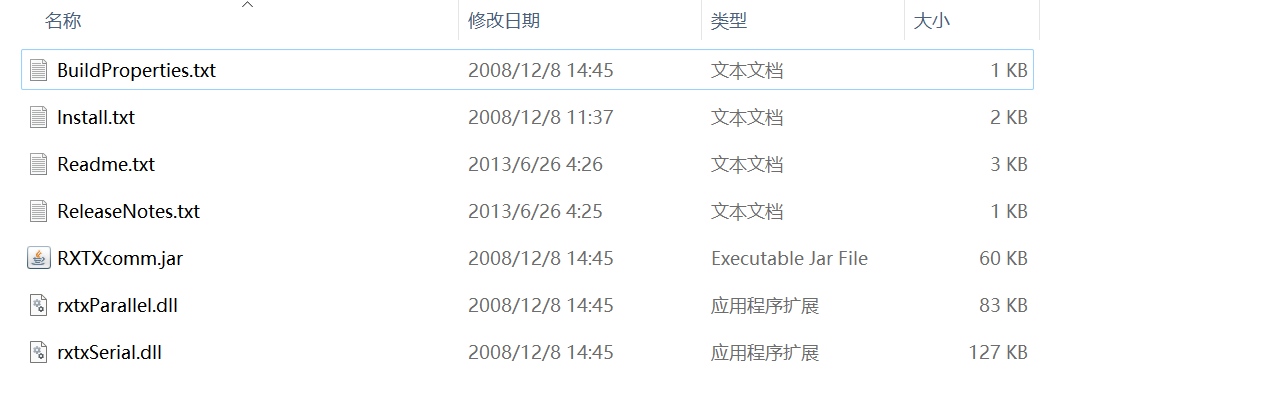 名称 修改日期 类型 大小
BuildProperties.txt 2008/12/8 14:45 文本文档 1 KB
Install.txt 2008/12/8 11:37 文本文档 2 KB
Readme.txt 2013/6/26 4:26 文本文档 3 KB
ReleaseNotes.txt 2013/6/26 4:25 文本文档 1 KB
RXTXcomm.jar 2008/12/8 14:45 Executable Jar File 60 KB
rxtxParallel.dll 2008/12/8 14:45 应用程序扩展 83 KB
rxtxSerial.dll 2008/12/8 14:45 应用程序扩展 127 KB